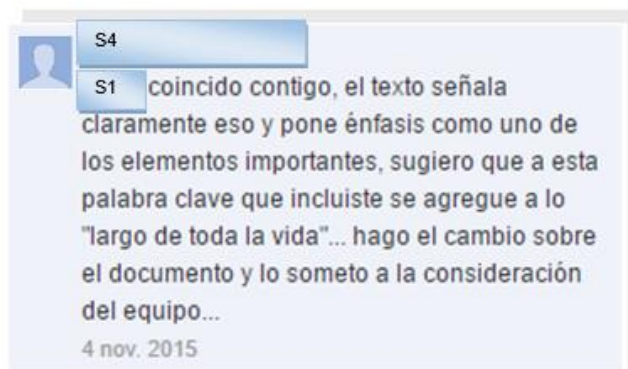 S4
S1 coincido contigo, el texto señala
claramente eso y pone énfasis como uno de
los elementos importantes, sugiero que a esta
palabra clave que incluiste se agregue a lo
"largo de toda la vida"... hago el cambio sobre
el documento y lo someto a la consideración
del equipo...
4 nov. 2015